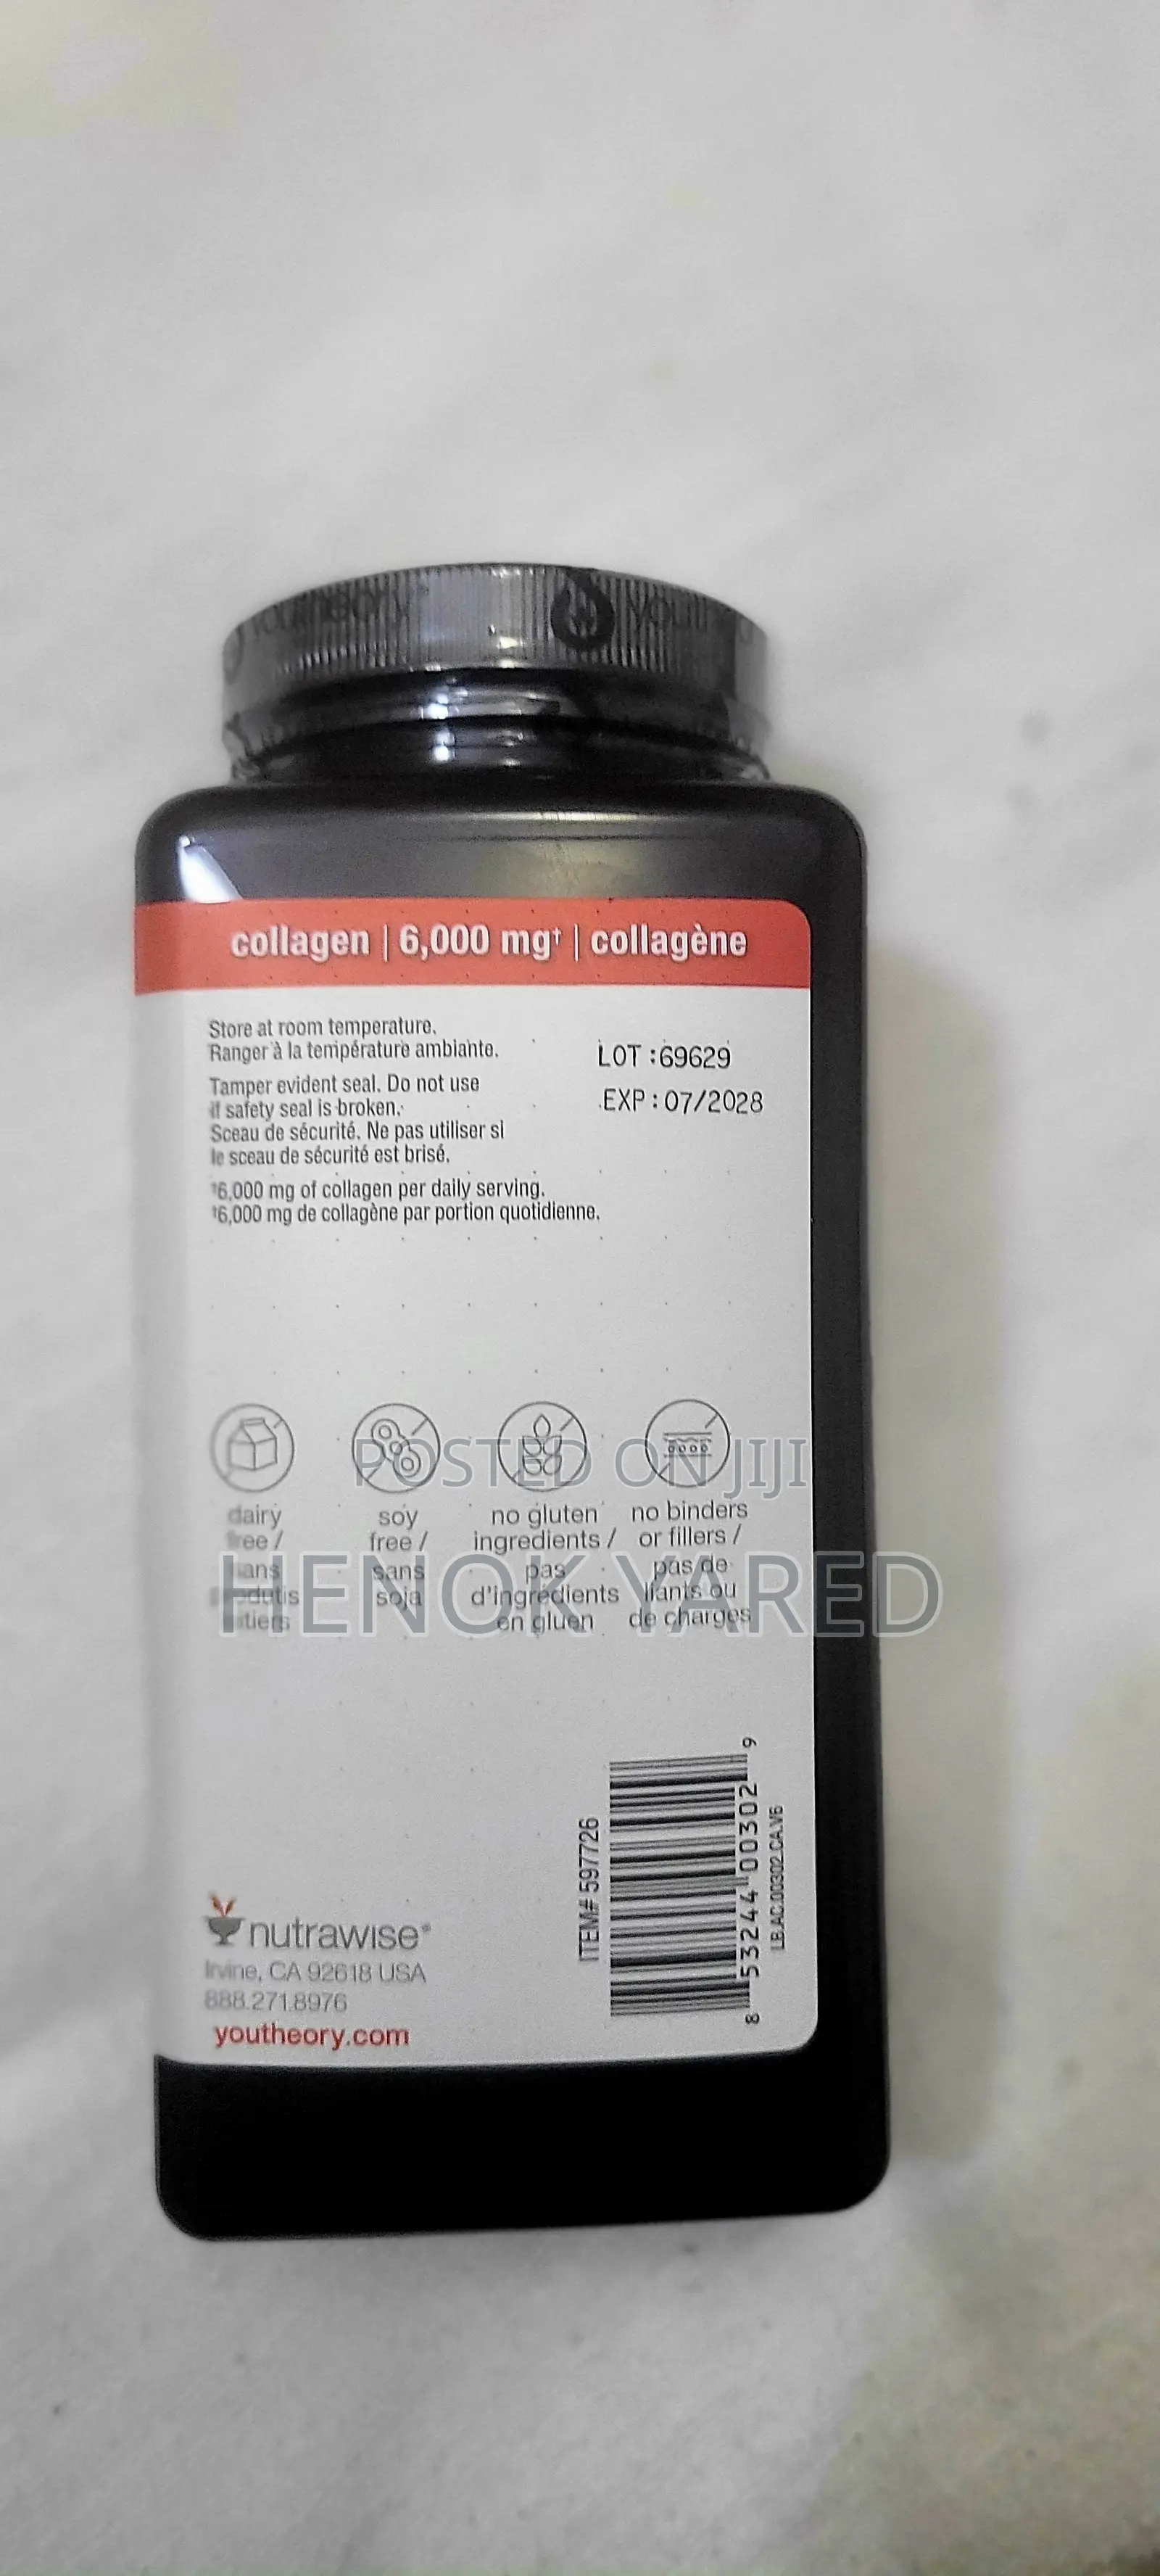 youtheory
collagen | 6,000 mg† | collagène
Store at room temperature.
Ranger à la température ambiante.
Tamper evident seal. Do not use
if safety seal is broken.
Sceau de sécurité. Ne pas utiliser si
le sceau de sécurité est brisé.
†6,000 mg of collagen per daily serving.
†6,000 mg de collagène par portion quotidienne.
LOT :69629
EXP : 07/2028
POSTED ON JIJI
dairy
free /
sans
soy
free /
sans
soja
no gluten
ingredients /
pas
d'ingrédients
en gluen
no binders
or fillers /
pas de
liants ou
de charges
HENOK YARED
ITEM# 597726
8 53244 00302 9
LB.AC.00302.CA.V6
nutrawise®
Irvine, CA 92618 USA
888.271.8976
youtheory.com